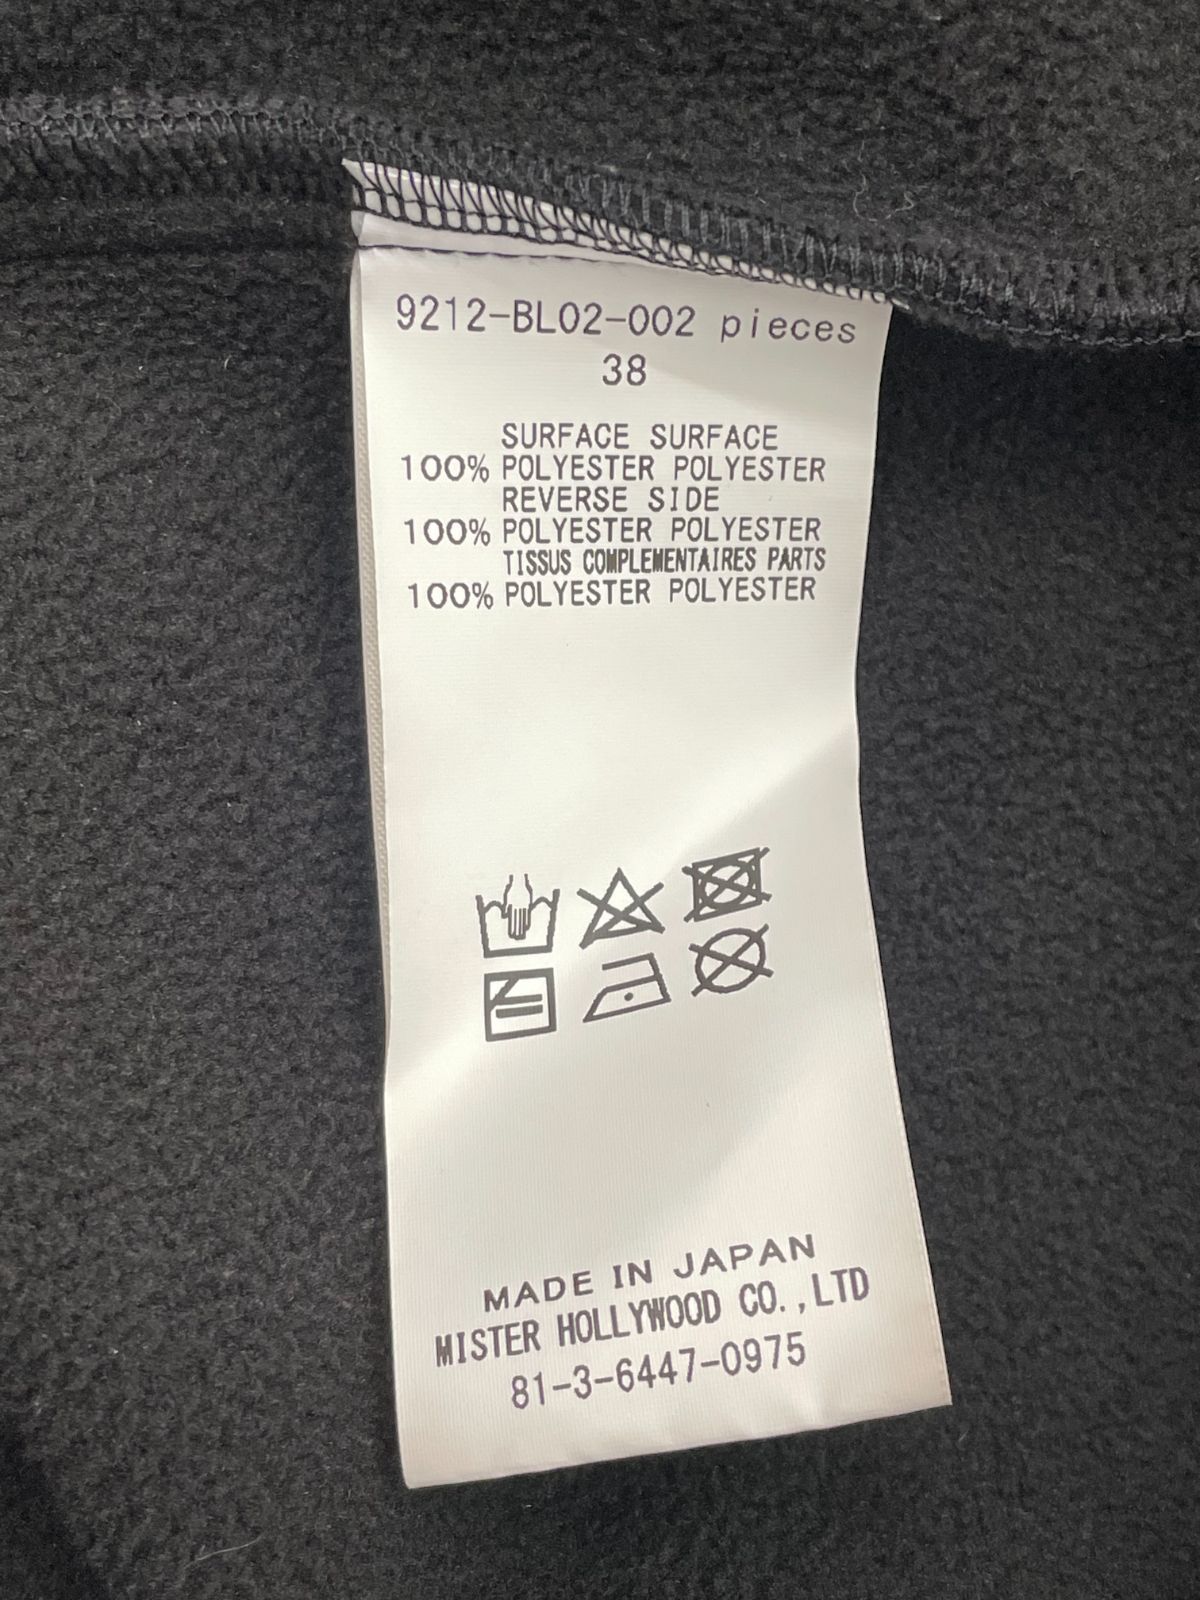 9212-BL02-002 pieces
38
SURFACE SURFACE
100% POLYESTER POLYESTER
REVERSE SIDE
100% POLYESTER POLYESTER
TISSUS COMPLEMENTAIRES PARTS
100% POLYESTER POLYESTER
MADE IN JAPAN
MISTER HOLLYWOOD CO.,LTD
81-3-6447-0975